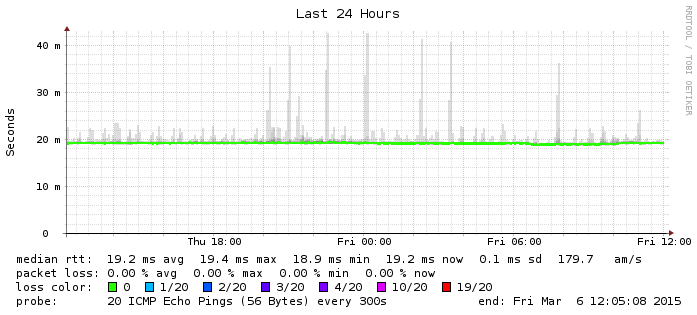 Last 24 Hours
RRDTOOL / TOBI OETIKER
Seconds
40 m
30 m
20 m
10 m
0
Thu 18:00 Fri 00:00 Fri 06:00 Fri 12:00
median rtt: 19.2 ms avg 19.4 ms max 18.9 ms min 19.2 ms now 0.1 ms sd 179.7 am/s
packet loss: 0.00 % avg 0.00 % max 0.00 % min 0.00 % now
loss color: 0 1/20 2/20 3/20 4/20 10/20 19/20
probe: 20 ICMP Echo Pings (56 Bytes) every 300s end: Fri Mar 6 12:05:08 2015